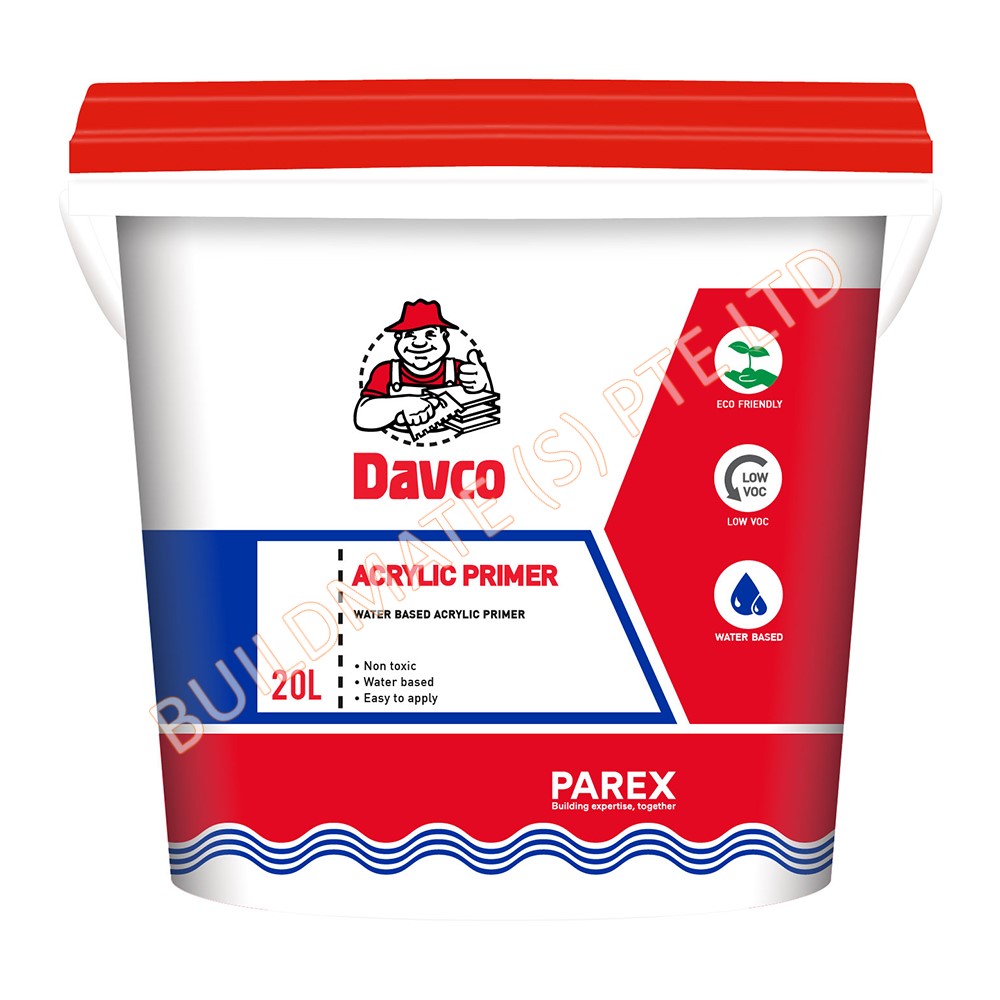 Davco
ACRYLIC PRIMER
WATER BASED ACRYLIC PRIMER
20L
• Non toxic
• Water based
• Easy to apply
ECO FRIENDLY
LOW
VOC
LOW VOC
WATER BASED
PAREX
Building expertise, together
BUILDMATE (S) PTE LTD